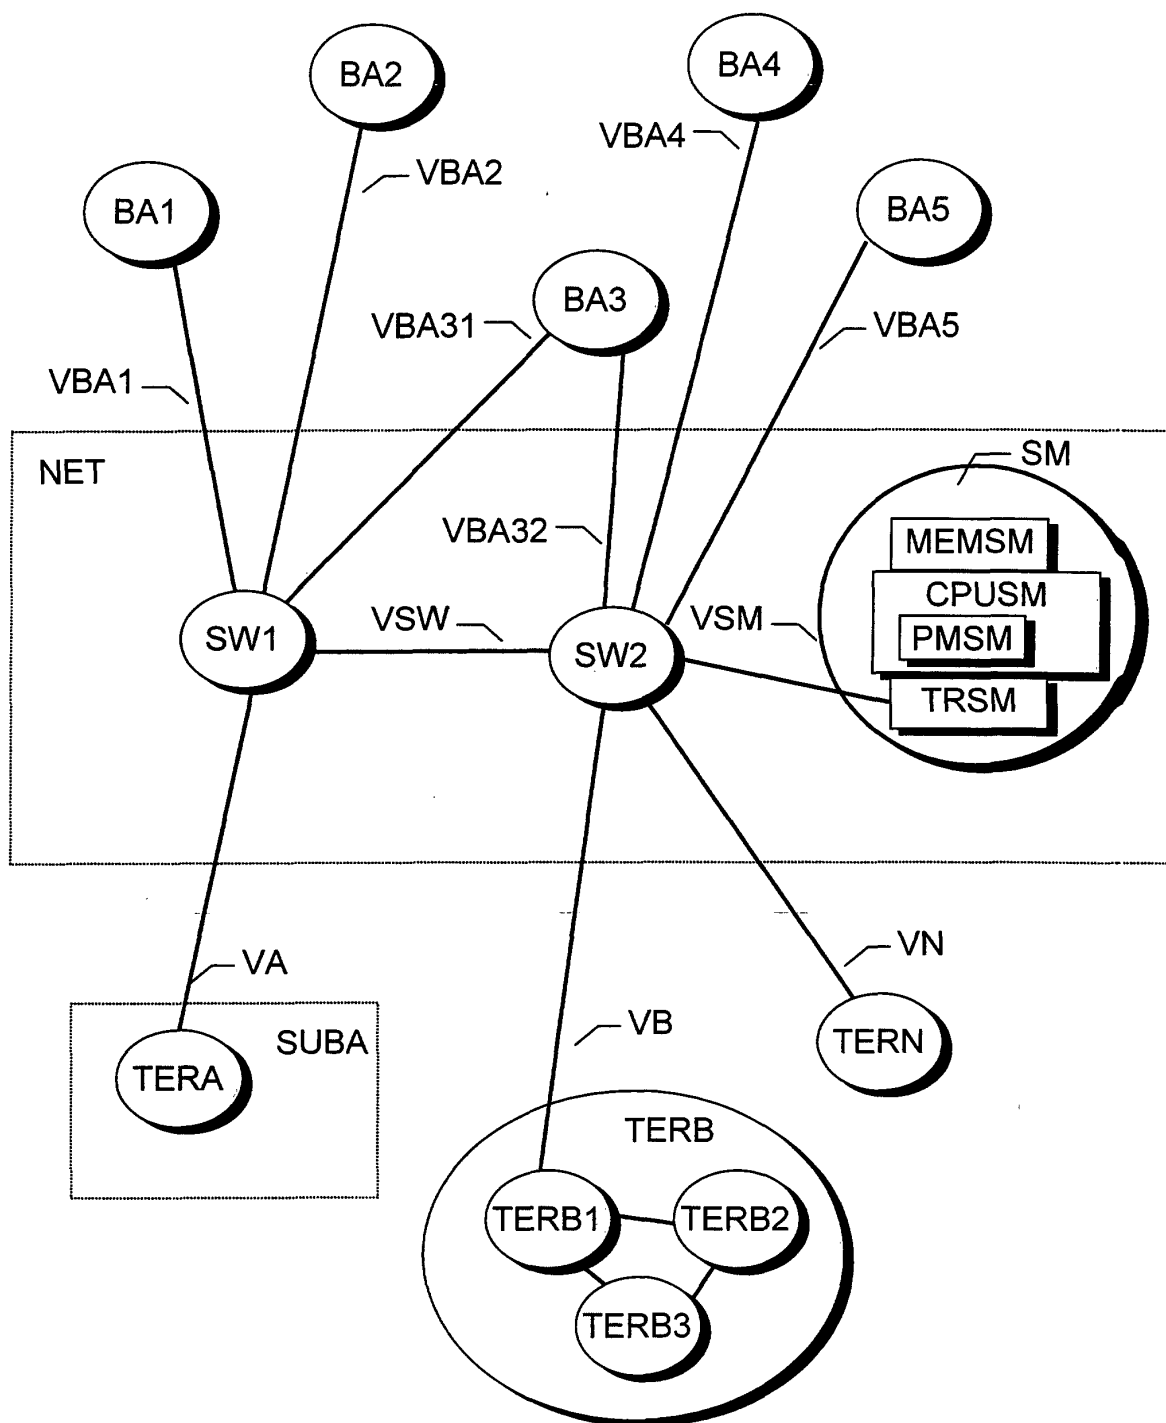 BA2
BA4
VBA4
VBA2
BA1
BA5
BA3
VBA31
VBA5
VBA1
NET
SM
VBA32
MEMSM
CPUSM
VSW
VSM
SW1
PMSM
SW2
TRSM
VA
VN
VB
SUBA
TERN
TERA
TERB
TERB1
TERB2
TERB3